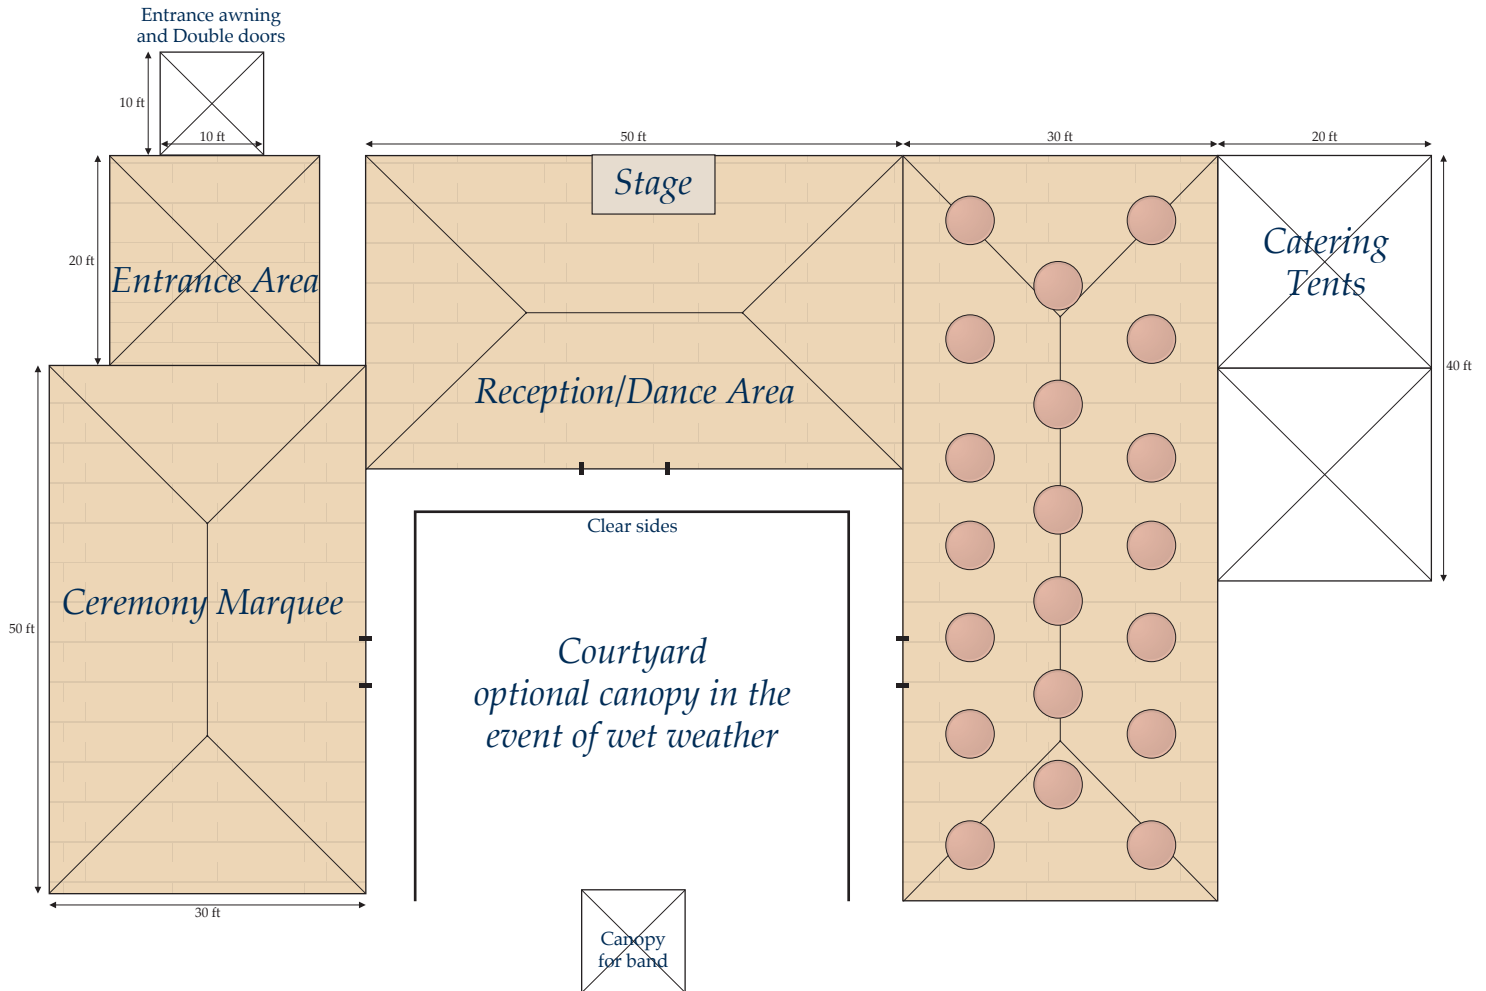 Entrance awning
and Double doors
10 ft
10 ft
50 ft
30 ft
20 ft
Stage
20 ft
Entrance Area
Catering
Tents
40 ft
Reception/Dance Area
Clear sides
Ceremony Marquee
50 ft
Courtyard
optional canopy in the
event of wet weather
30 ft
Canopy
for band